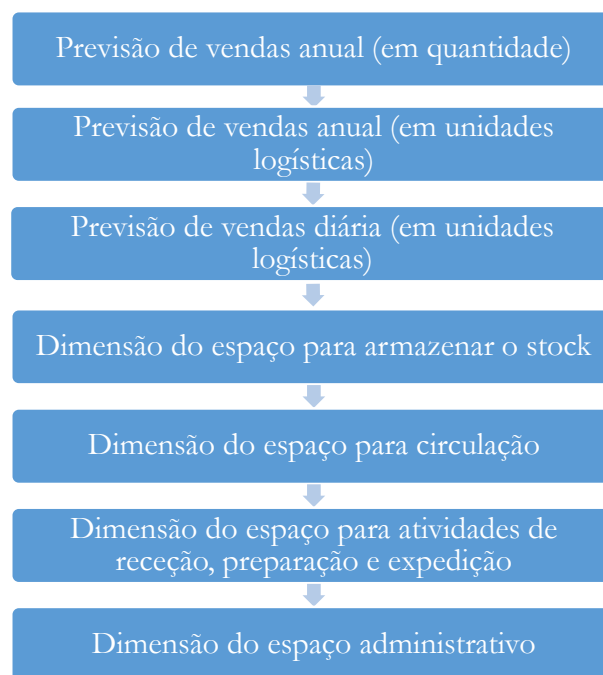 Previsão de vendas anual (em quantidade)
Previsão de vendas anual (em unidades
logísticas)
Previsão de vendas diária (em unidades
logísticas)
Dimensão do espaço para armazenar o stock
Dimensão do espaço para circulação
Dimensão do espaço para atividades de
receção, preparação e expedição
Dimensão do espaço administrativo